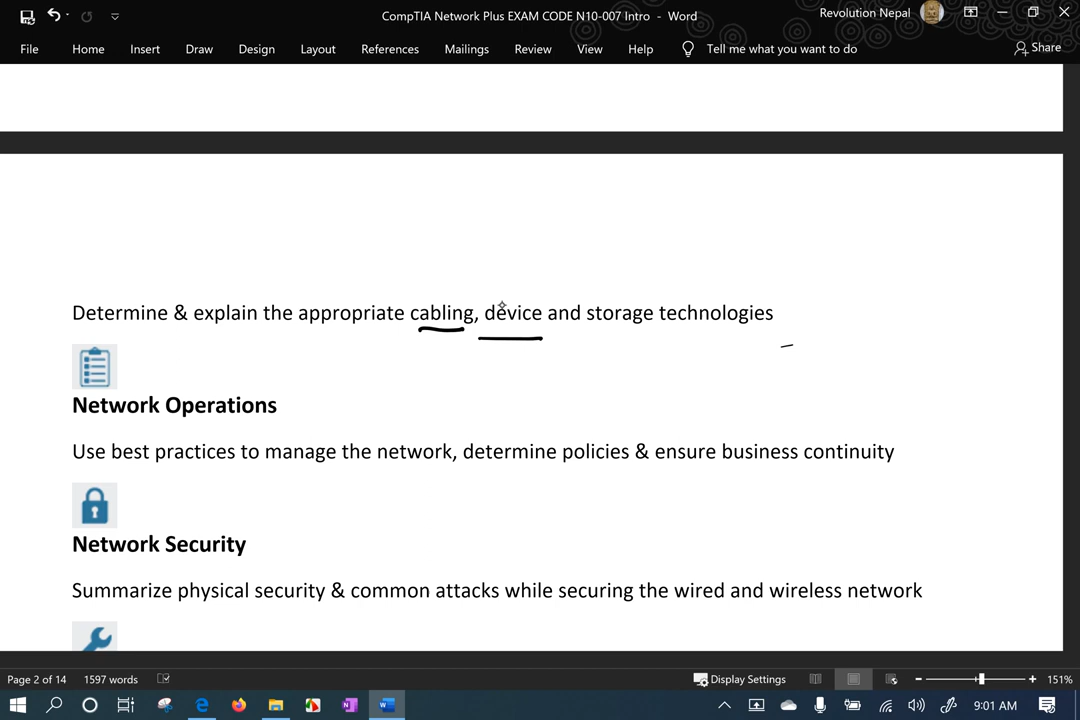 CompTIA Network Plus EXAM CODE N10-007 Intro - Word
Revolution Nepal
File Home Insert Draw Design Layout References Mailings Review View Help Tell me what you want to do Share
Determine & explain the appropriate cabling, device and storage technologies
Network Operations
Use best practices to manage the network, determine policies & ensure business continuity
Network Security
Summarize physical security & common attacks while securing the wired and wireless network
Page 2 of 14 1597 words Display Settings 151%
9:01 AM